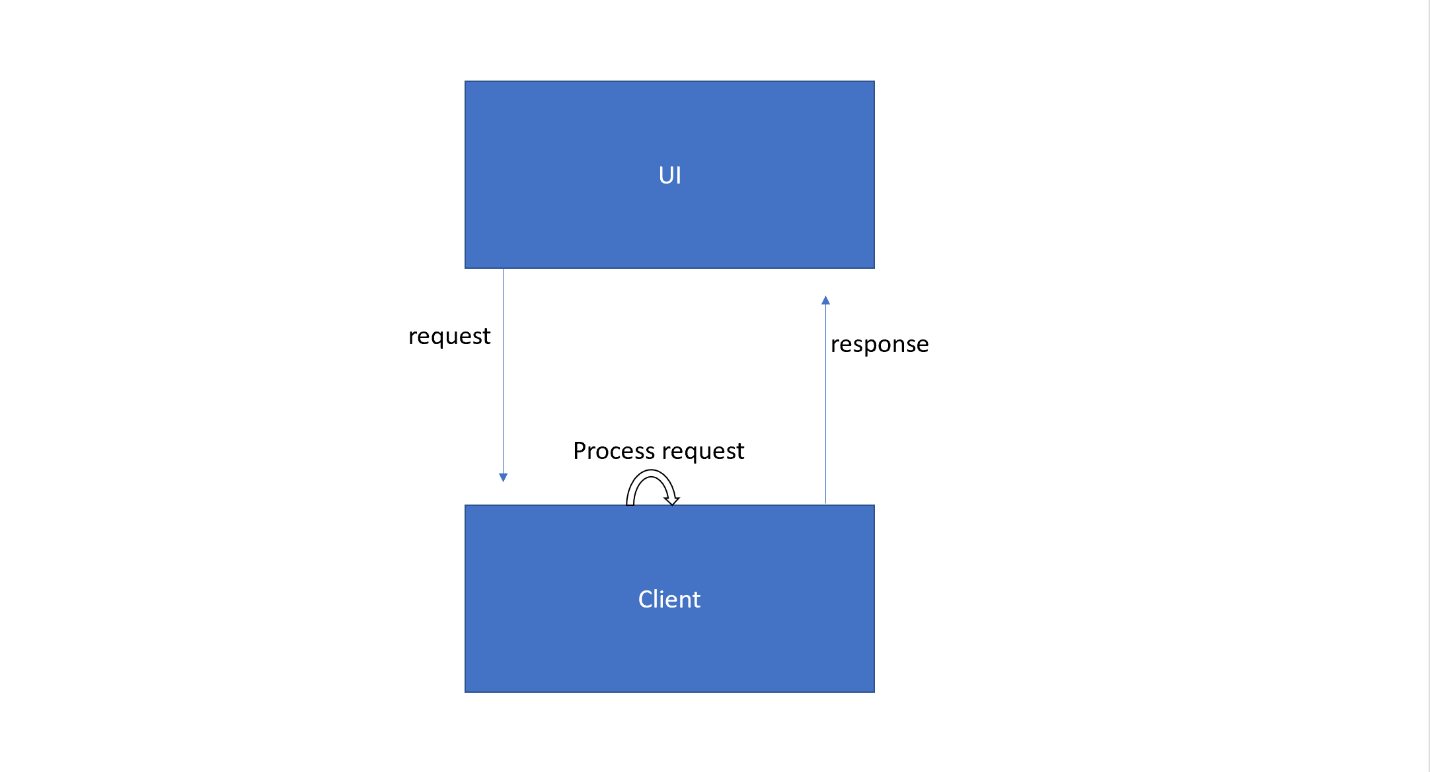 UI
request
response
Process request
Client